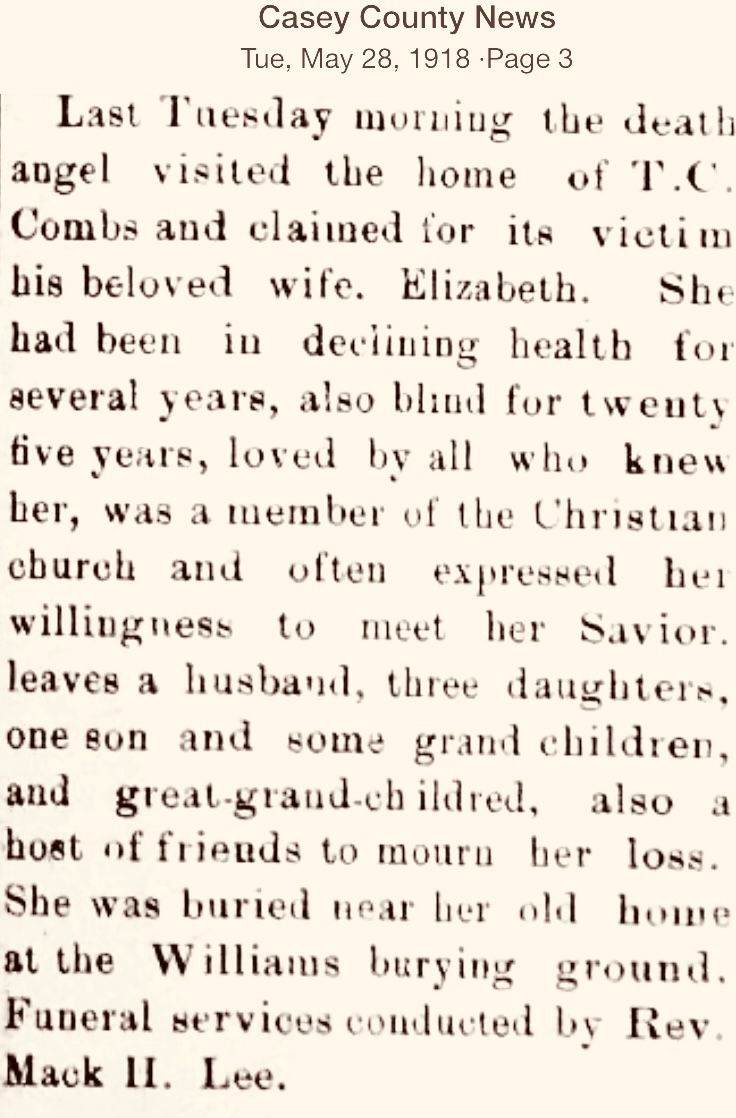 Casey County News
Tue, May 28, 1918 ·Page 3
Last Tuesday morning the death
angel visited the home of T.C.
Combs and claimed for its victim
his beloved wife. Elizabeth. She
had been in declining health for
several years, also blind for twenty
five years, loved by all who knew
her, was a member of the Christian
church and often expressed her
willingness to meet her Savior.
leaves a husband, three daughters,
one son and some grand children,
and great-grand-ch ildred, also a
host of friends to mourn her loss.
She was buried near her old home
at the Williams burying ground.
Funeral services conducted by Rev.
Mack H. Lee.